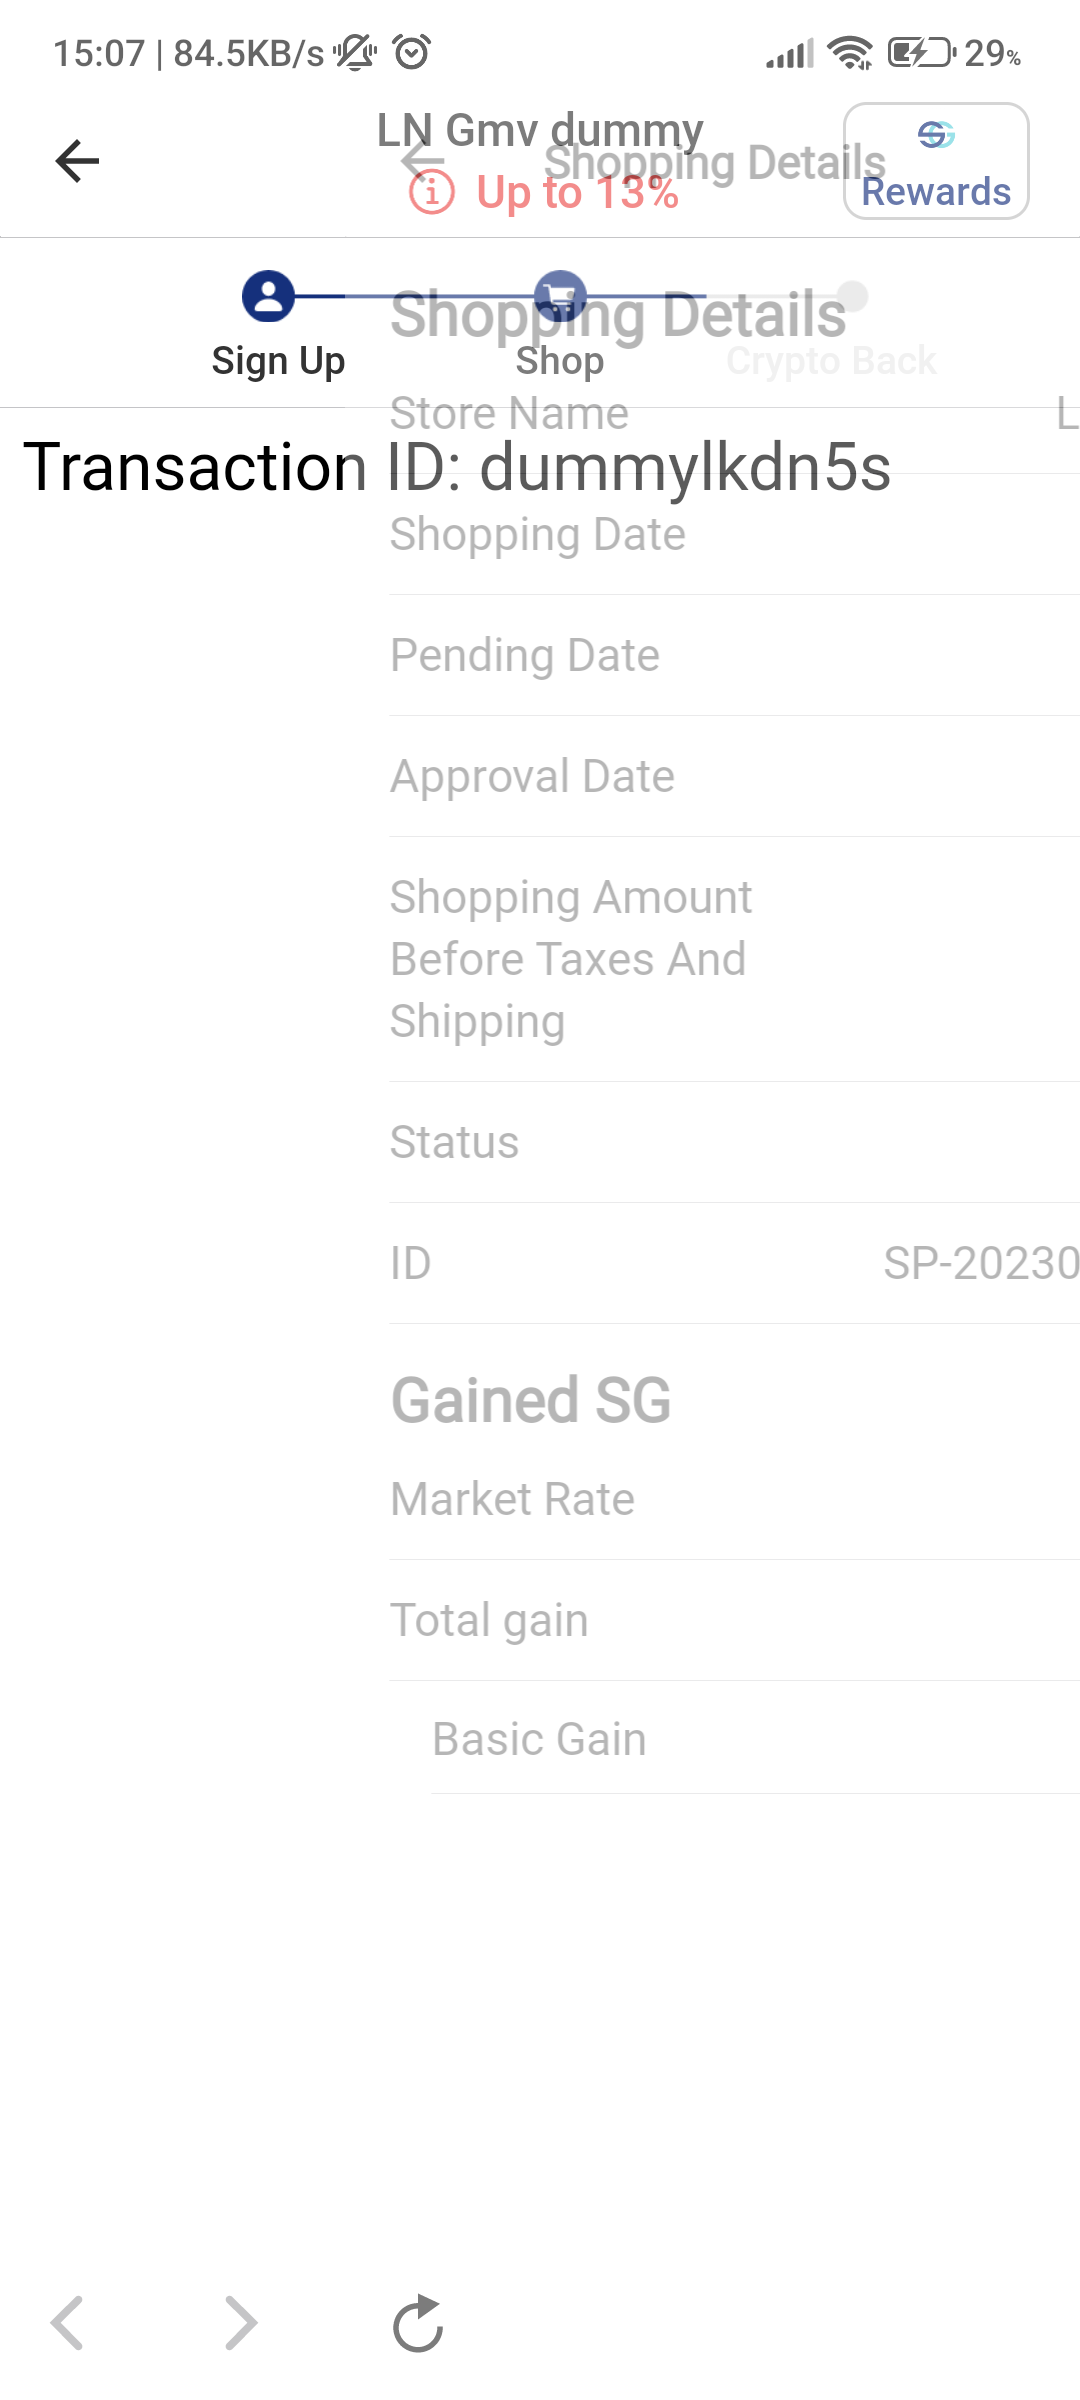 15:07 | 84.5KB/s
29%
LN Gmv dummy
Shopping Details
Up to 13%
Rewards
Shopping Details
Sign Up
Shop
Crypto Back
Store Name
L
Transaction ID: dummylkdn5s
Shopping Date
Pending Date
Approval Date
Shopping Amount
Before Taxes And
Shipping
Status
ID
SP-20230
Gained SG
Market Rate
Total gain
Basic Gain